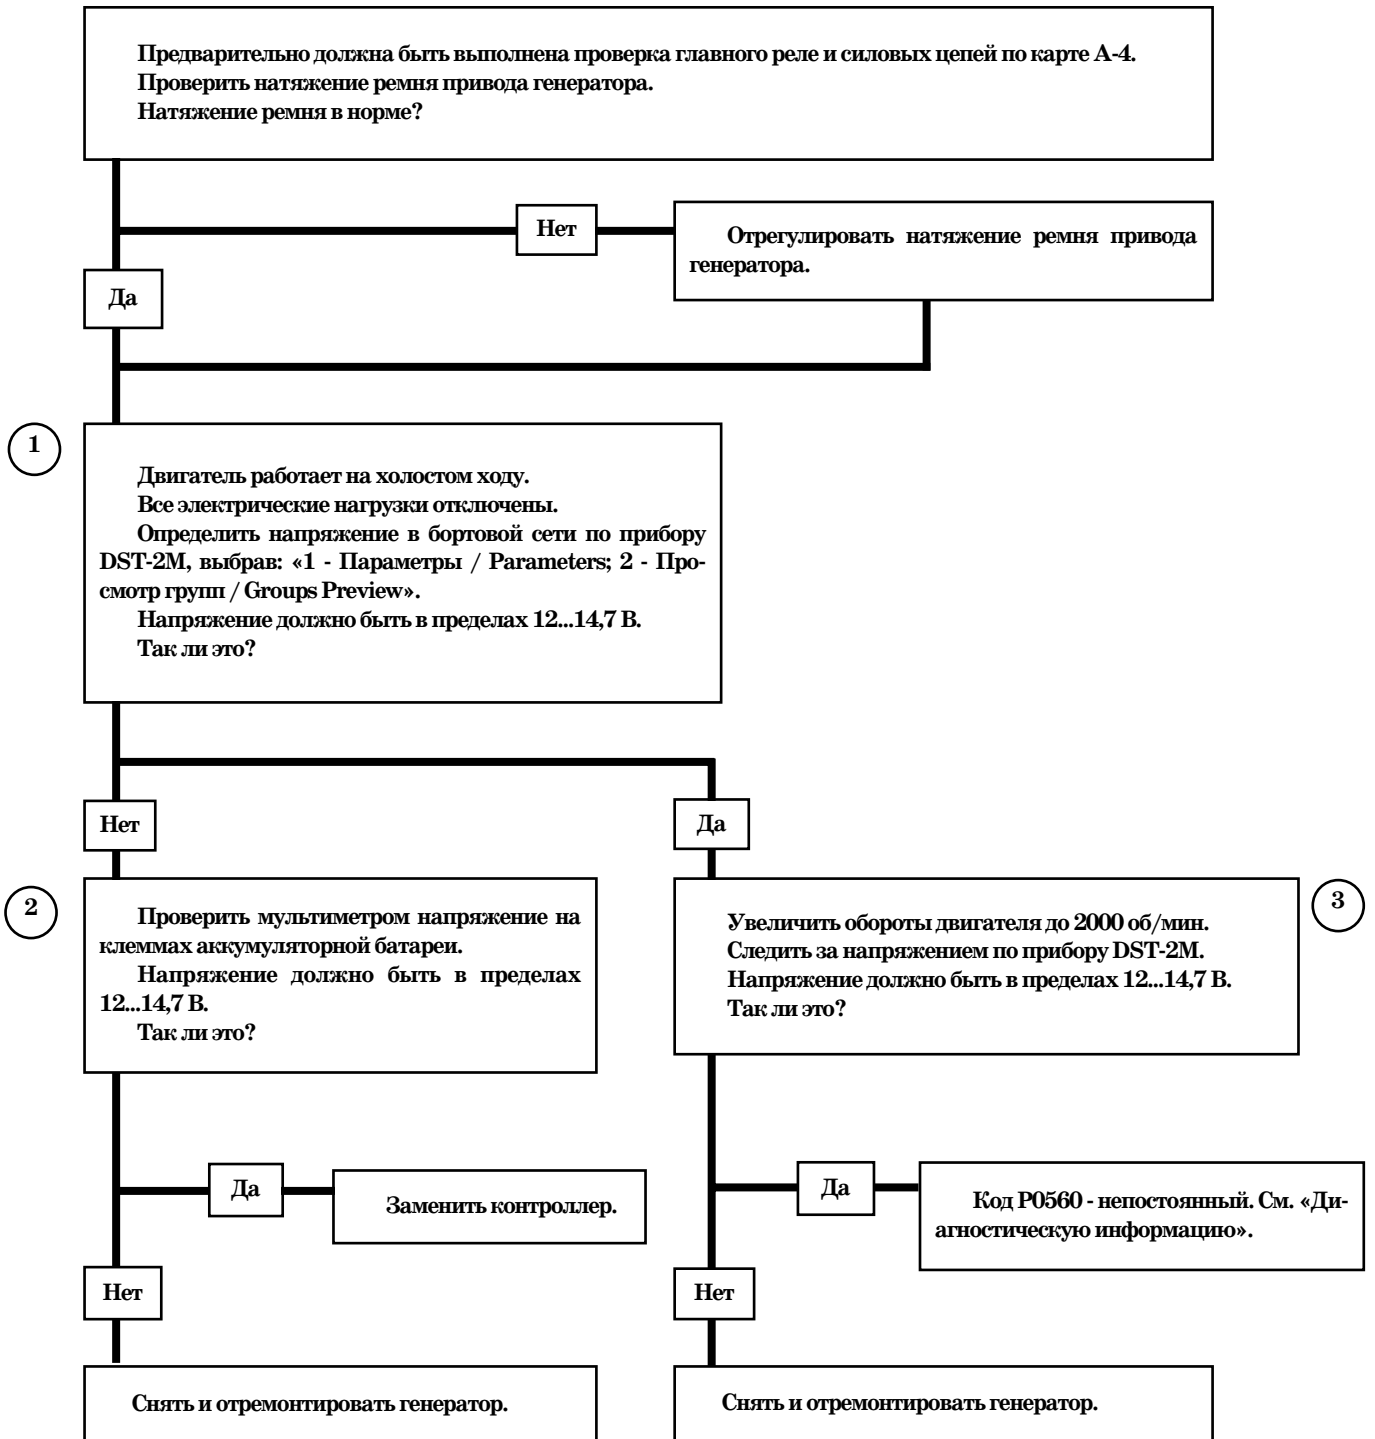 Предварительно должна быть выполнена проверка главного реле и силовых цепей по карте А-4.
Проверить натяжение ремня привода генератора.
Натяжение ремня в норме?
Нет
Отрегулировать натяжение ремня привода
генератора.
Да
1
Двигатель работает на холостом ходу.
Все электрические нагрузки отключены.
Определить напряжение в бортовой сети по прибору
DST-2M, выбрав: «1 - Параметры / Parameters; 2 - Про-
смотр групп / Groups Preview».
Напряжение должно быть в пределах 12...14,7 В.
Так ли это?
Нет
Да
2
Проверить мультиметром напряжение на
клеммах аккумуляторной батареи.
Напряжение должно быть в пределах
12...14,7 В.
Так ли это?
3
Увеличить обороты двигателя до 2000 об/мин.
Следить за напряжением по прибору DST-2M.
Напряжение должно быть в пределах 12...14,7 В.
Так ли это?
Да
Заменить контроллер.
Да
Код Р0560 - непостоянный. См. «Ди-
агностическую информацию».
Нет
Нет
Снять и отремонтировать генератор.
Снять и отремонтировать генератор.